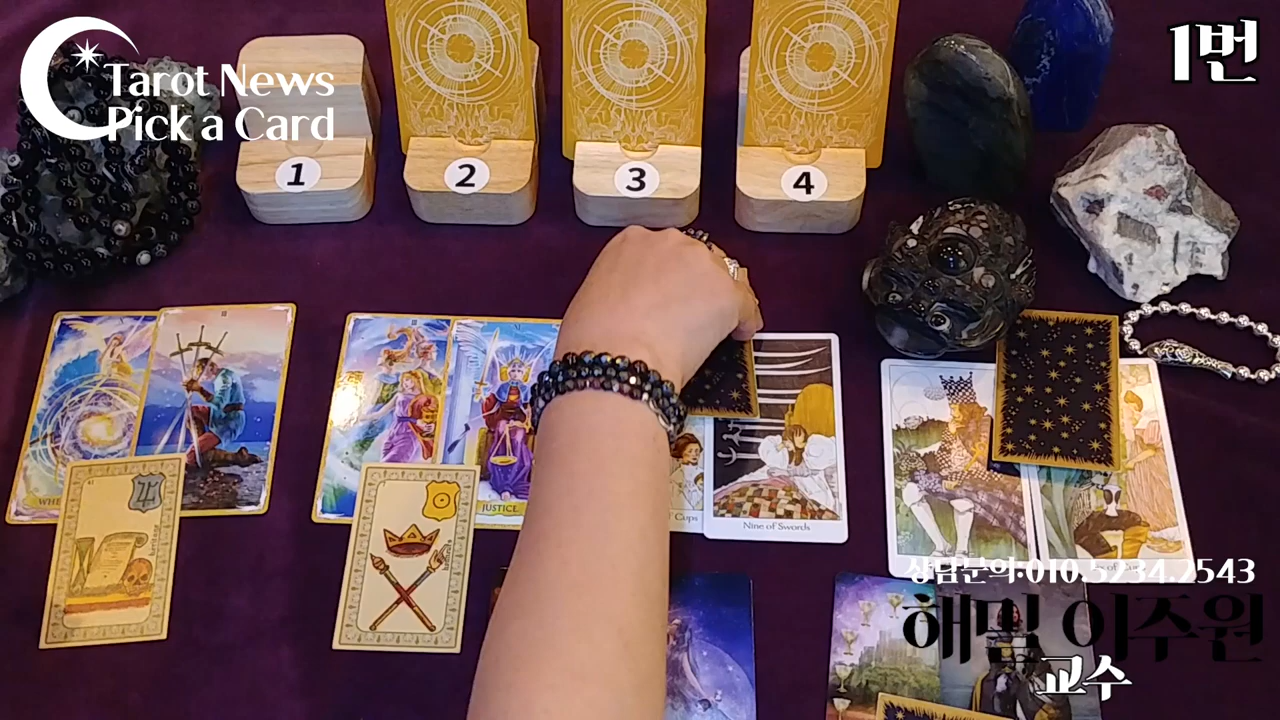 Tarot News
Pick a Card
1번
1
2
3
4
JUSTICE
Cups
Nine of Swords
상담문의:010.5234.2543
해밀 이주원
교수